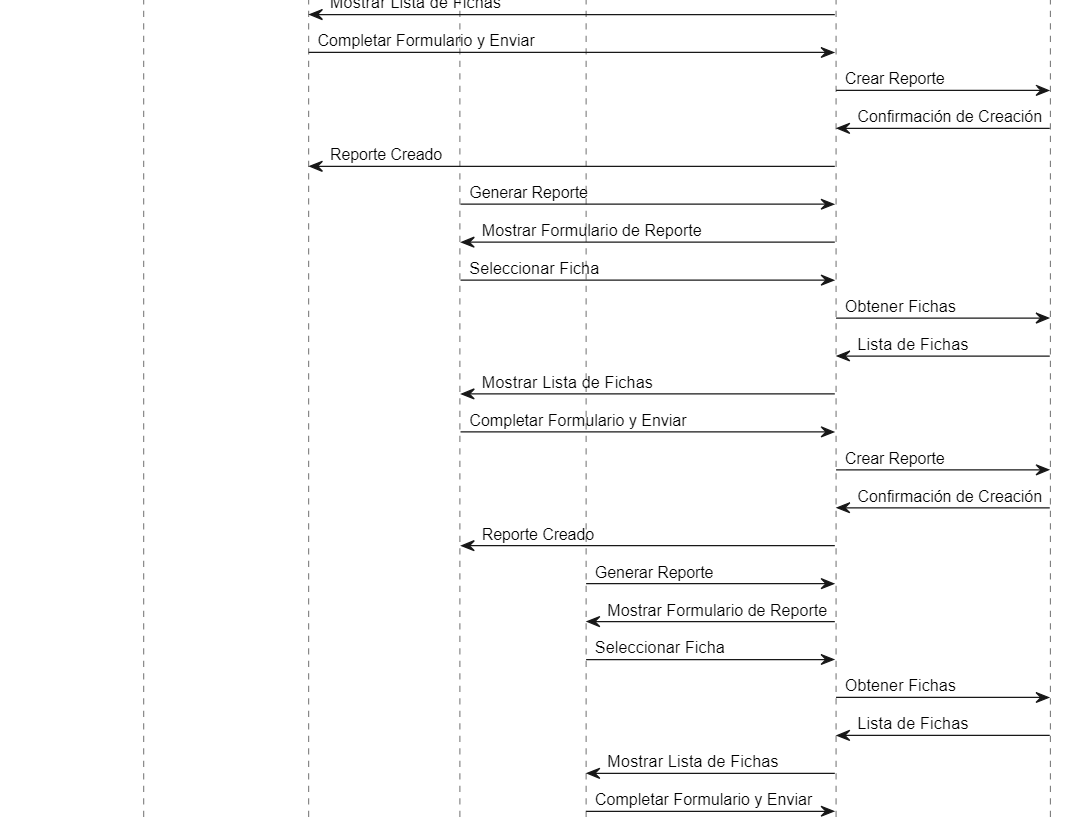 Mostrar Lista de Fichas
Completar Formulario y Enviar
Crear Reporte
Confirmación de Creación
Reporte Creado
Generar Reporte
Mostrar Formulario de Reporte
Seleccionar Ficha
Obtener Fichas
Lista de Fichas
Mostrar Lista de Fichas
Completar Formulario y Enviar
Crear Reporte
Confirmación de Creación
Reporte Creado
Generar Reporte
Mostrar Formulario de Reporte
Seleccionar Ficha
Obtener Fichas
Lista de Fichas
Mostrar Lista de Fichas
Completar Formulario y Enviar